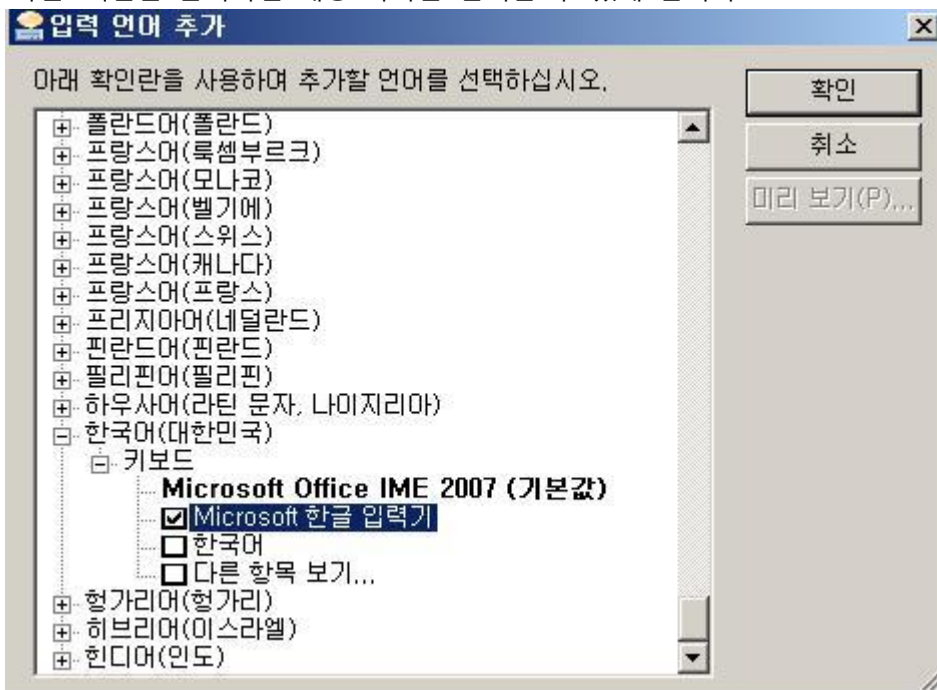 입력 언어 추가
아래 확인란을 사용하여 추가할 언어를 선택하십시오.
확인
취소
미리 보기(P)...
폴란드어(폴란드)
프랑스어(룩셈부르크)
프랑스어(모나코)
프랑스어(벨기에)
프랑스어(스위스)
프랑스어(캐나다)
프랑스어(프랑스)
프리지아어(네덜란드)
핀란드어(핀란드)
필리핀어(필리핀)
하우사어(라틴 문자, 나이지리아)
한국어(대한민국)
키보드
Microsoft Office IME 2007 (기본값)
Microsoft 한글 입력기
한국어
다른 항목 보기...
헝가리어(헝가리)
히브리어(이스라엘)
힌디어(인도)